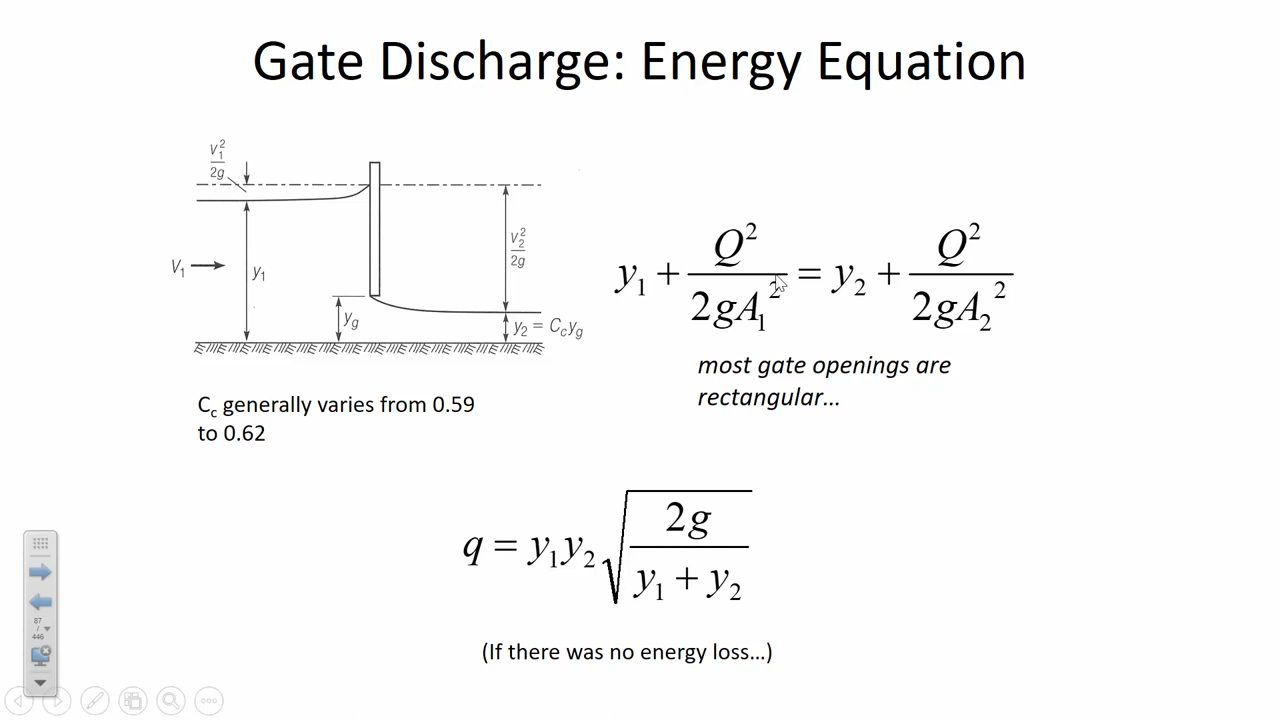 Gate Discharge: Energy Equation
V₁²/2g
V₁
y₁
y_g
V₂²/2g
y₂ = C_c y_g
y₁ + Q²/2gA₁² = y₂ + Q²/2gA₂²
most gate openings are
rectangular...
C_c generally varies from 0.59
to 0.62
q = y₁y₂√(2g/(y₁ + y₂))
(If there was no energy loss...)
87
/
446